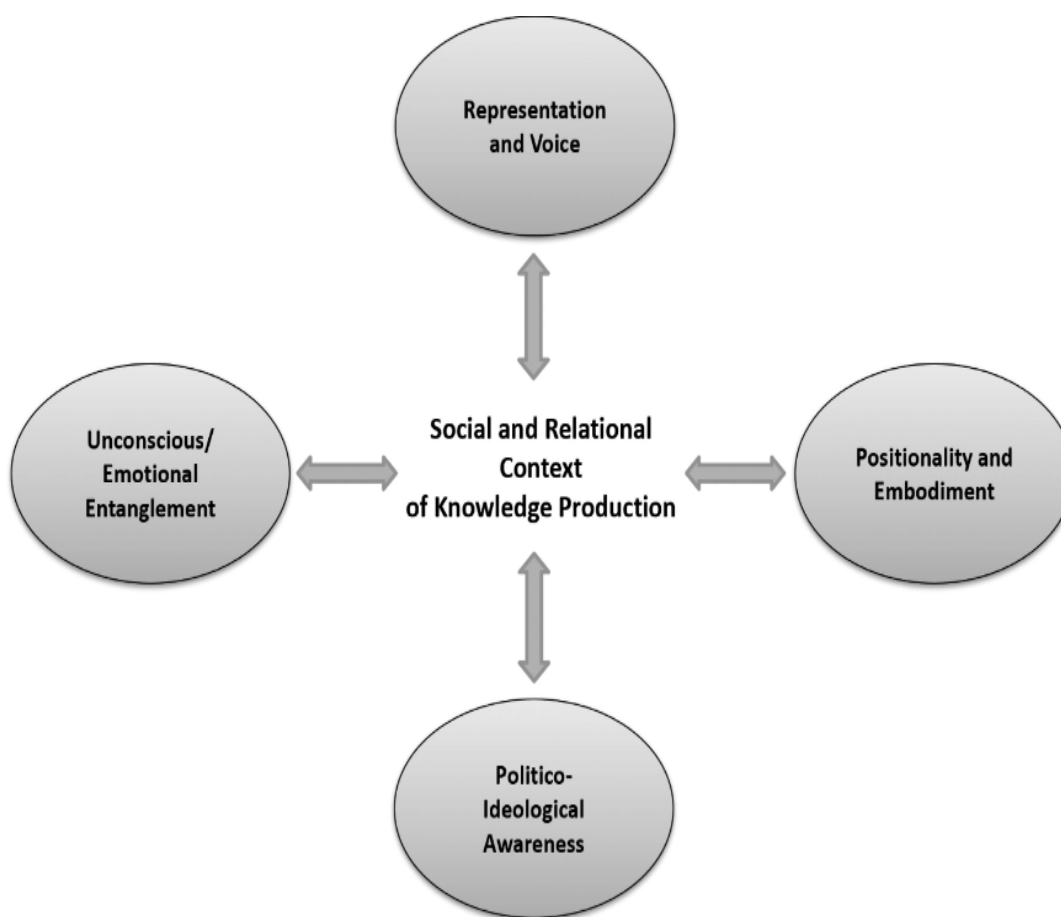 Representation
and Voice
Unconscious/
Emotional
Entanglement
Social and Relational
Context
of Knowledge Production
Positionality and
Embodiment
Politico-
Ideological
Awareness